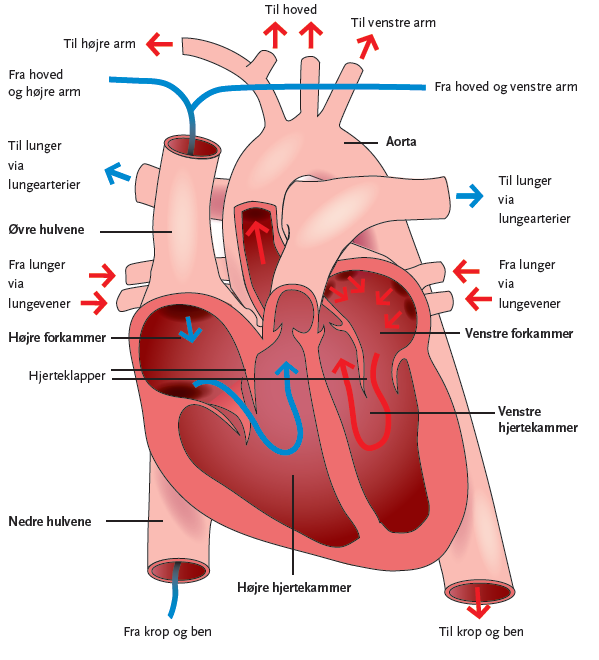 Til hoved
Til venstre arm
Til højre arm
Fra hoved
og højre arm
Fra hoved og venstre arm
Aorta
Til lunger
via
lungearterier
Til lunger
via
lungearterier
Øvre hulvene
Fra lunger
via
lungevener
Fra lunger
via
lungevener
Højre forkammer
Venstre forkammer
Hjerteklapper
Venstre
hjertekammer
Nedre hulvene
Højre hjertekammer
Fra krop og ben
Til krop og ben